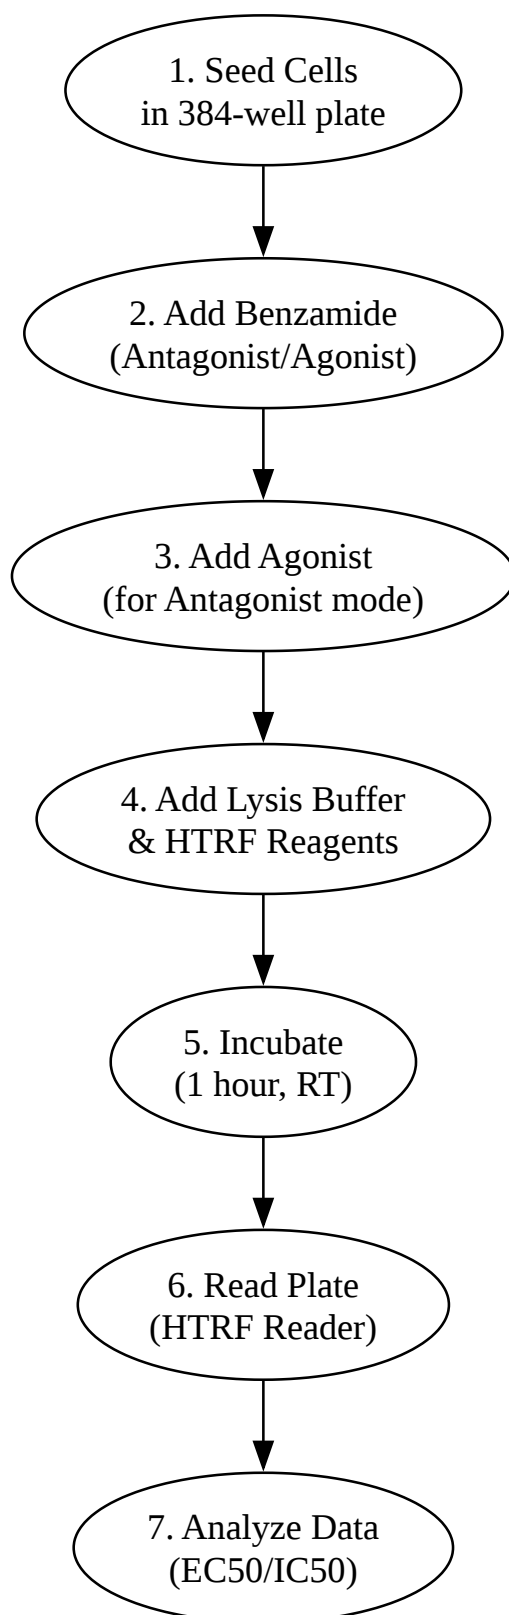 1. Seed Cells
in 384-well plate
2. Add Benzamide
(Antagonist/Agonist)
3. Add Agonist
(for Antagonist mode)
4. Add Lysis Buffer
& HTRF Reagents
5. Incubate
(1 hour, RT)
6. Read Plate
(HTRF Reader)
7. Analyze Data
(EC50/IC50)